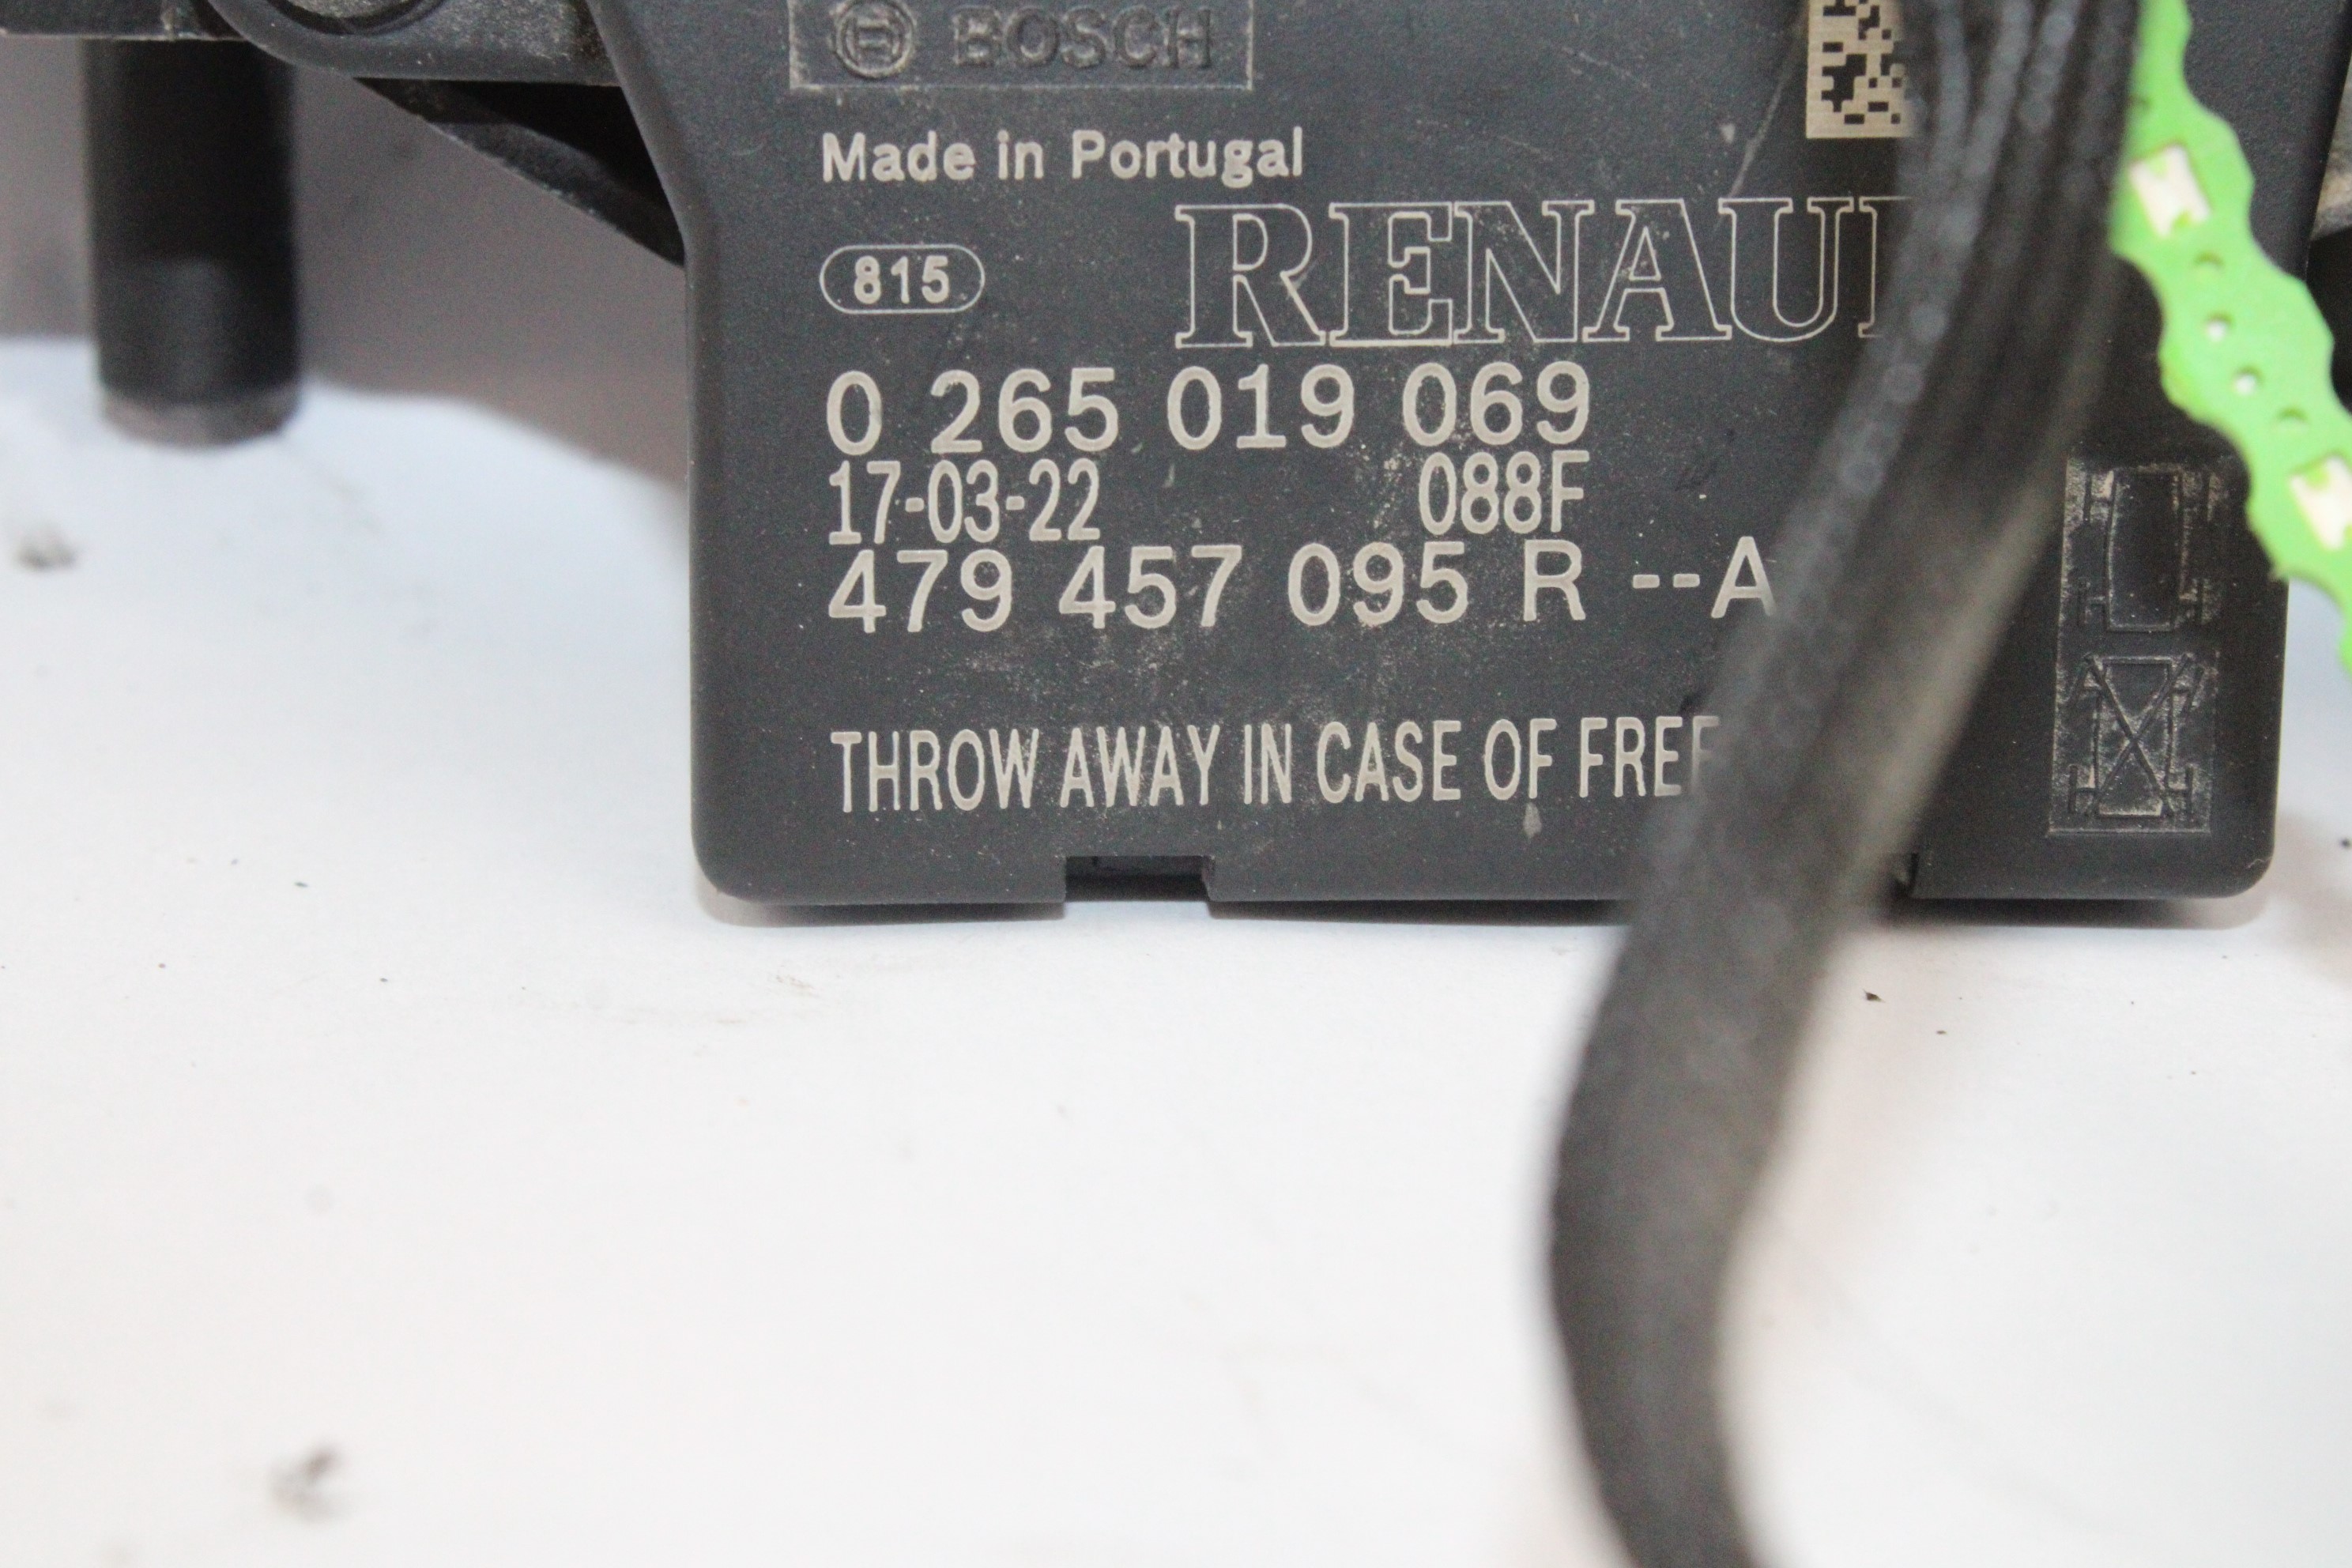 BOSCH
Made in Portugal
RENAU
815
0 265 019 069
17-03-22 088F
479 457 095 R --A
THROW AWAY IN CASE OF FREE